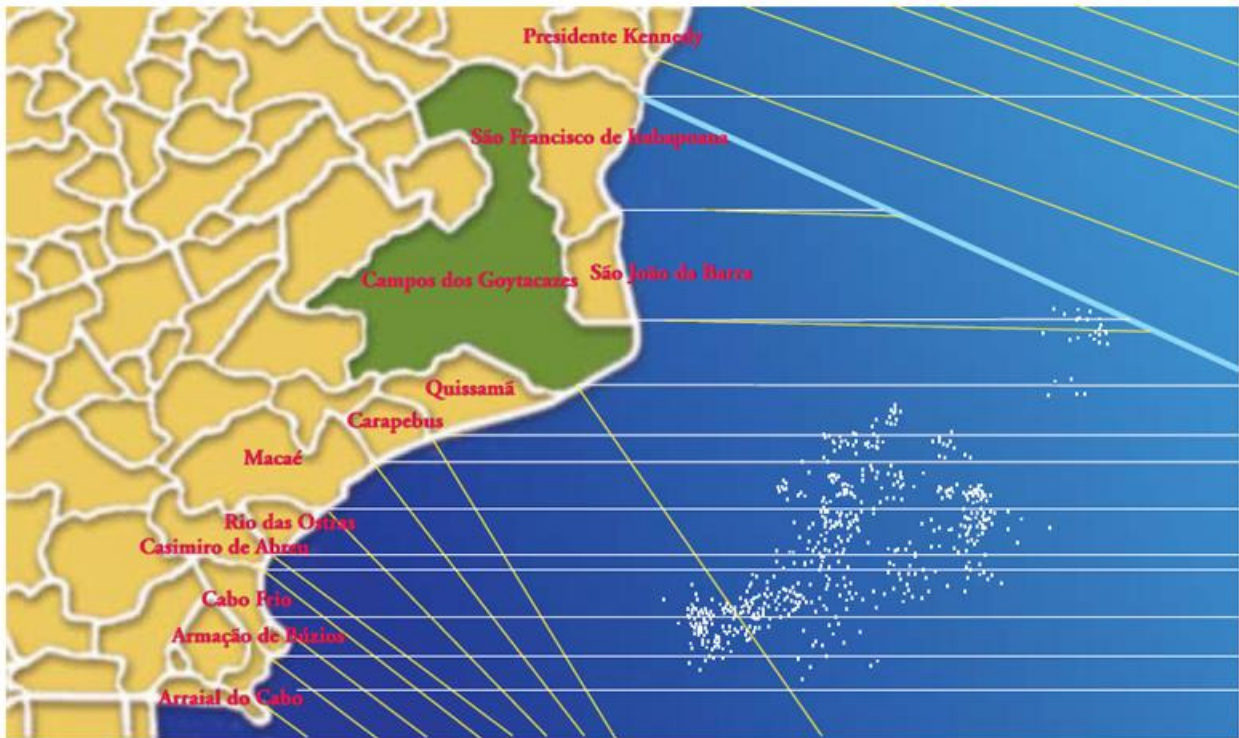 Presidente Kennedy
São Francisco de Itabapoana
Campos dos Goytacazes
São João da Barra
Quissamã
Carapebus
Macaé
Rio das Ostras
Casimiro de Abreu
Cabo Frio
Armação de Búzios
Arraial do Cabo